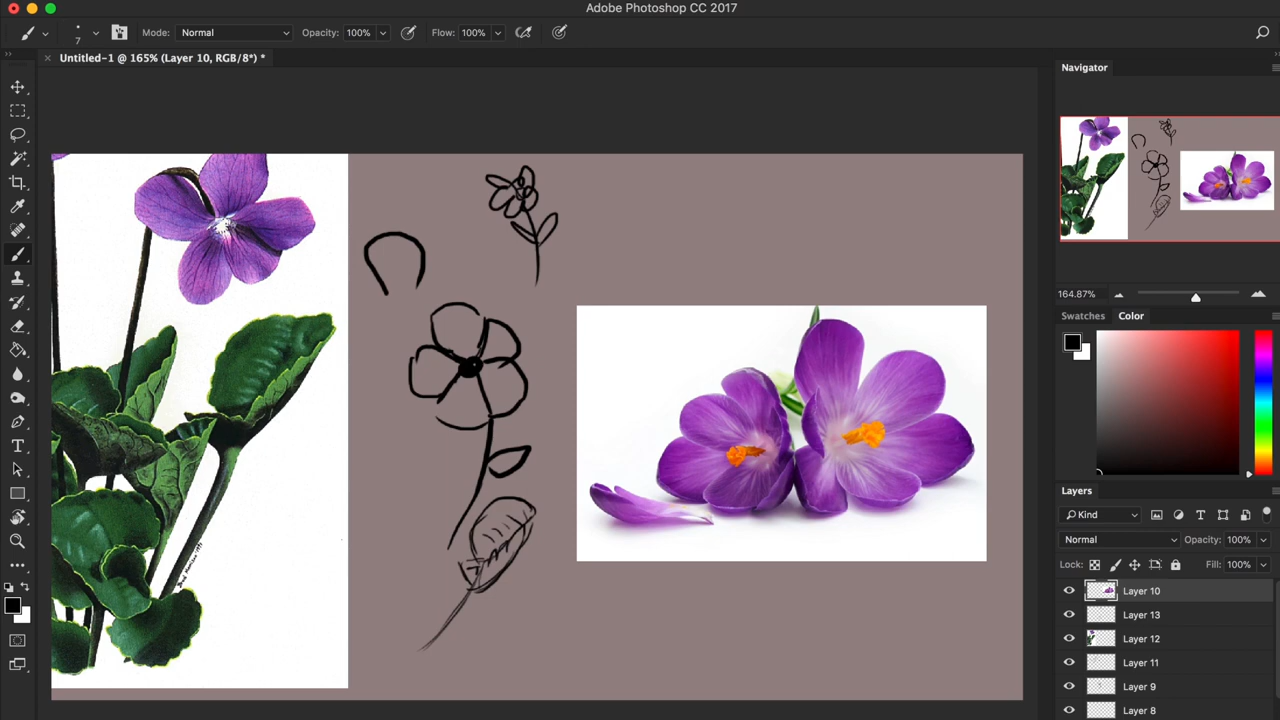 Adobe Photoshop CC 2017
7
Mode: Normal Opacity: 100% Flow: 100%
Untitled-1 @ 165% (Layer 10, RGB/8*) *
Navigator
164.87%
Swatches Color
Layers
Kind
Normal Opacity: 100%
Lock: Fill: 100%
Layer 10
Layer 13
Layer 12
Layer 11
Layer 9
Layer 8